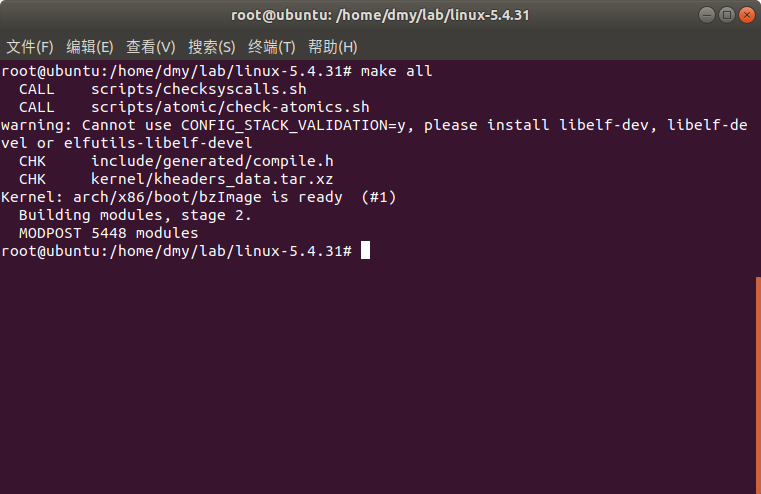 root@ubuntu: /home/dmy/lab/linux-5.4.31
文件(F) 编辑(E) 查看(V) 搜索(S) 终端(T) 帮助(H)
root@ubuntu:/home/dmy/lab/linux-5.4.31# make all
  CALL    scripts/checksyscalls.sh
  CALL    scripts/atomic/check-atomics.sh
warning: Cannot use CONFIG_STACK_VALIDATION=y, please install libelf-dev, libelf-de
vel or elfutils-libelf-devel
  CHK     include/generated/compile.h
  CHK     kernel/kheaders_data.tar.xz
Kernel: arch/x86/boot/bzImage is ready  (#1)
  Building modules, stage 2.
  MODPOST 5448 modules
root@ubuntu:/home/dmy/lab/linux-5.4.31#